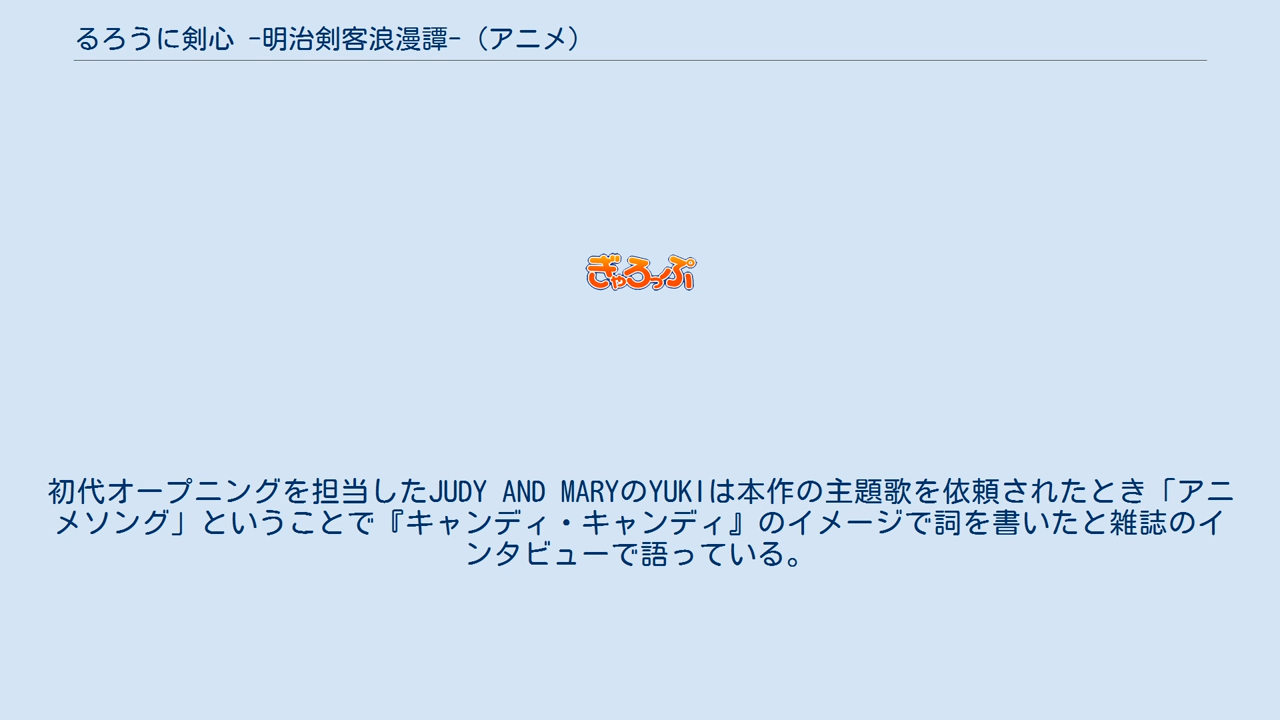 るろうに剣心 -明治剣客浪漫譚-（アニメ）
ぎゃろっぷ
初代オープニングを担当したJUDY AND MARYのYUKIは本作の主題歌を依頼されたとき「アニ
メソング」ということで『キャンディ・キャンディ』のイメージで詞を書いたと雑誌のイ
ンタビューで語っている。